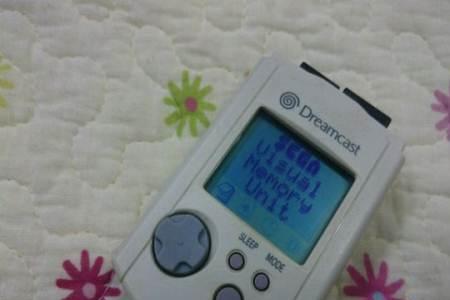 Dreamcast
SEGA
Visual
Memory
Unit
SLEEP
MODE